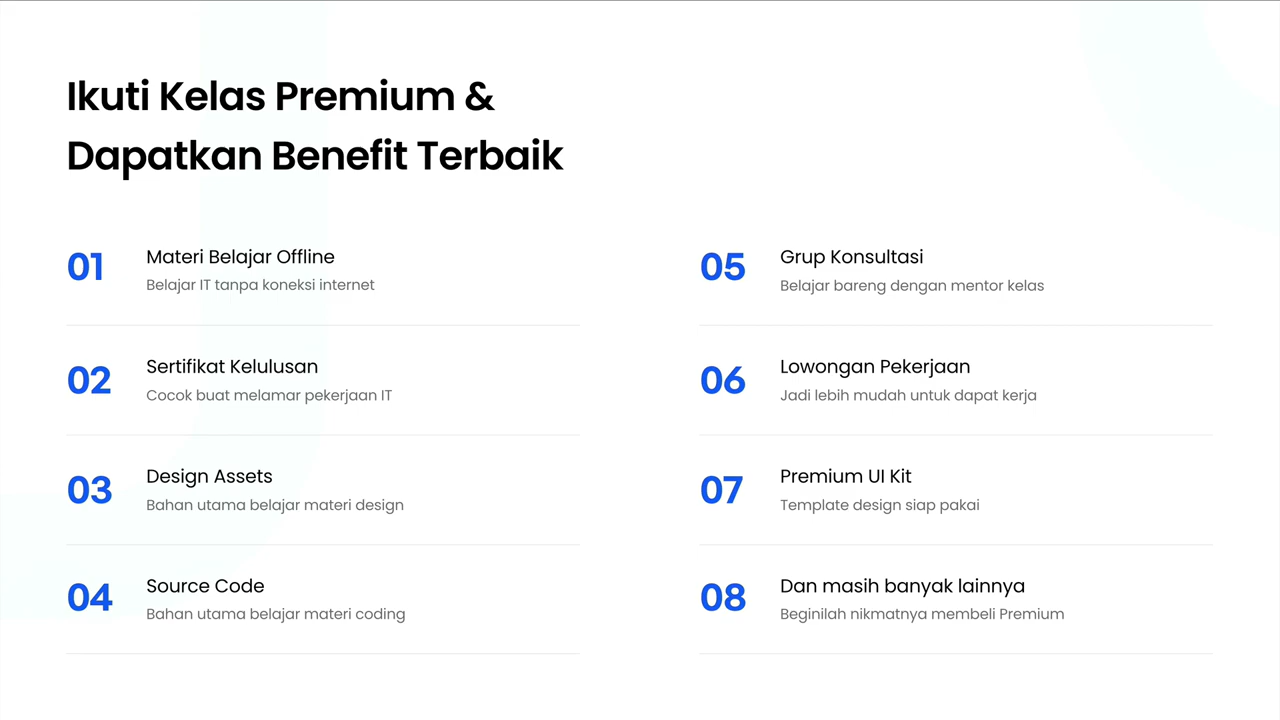 Ikuti Kelas Premium &
Dapatkan Benefit Terbaik
01
Materi Belajar Offline
Belajar IT tanpa koneksi internet
02
Sertifikat Kelulusan
Cocok buat melamar pekerjaan IT
03
Design Assets
Bahan utama belajar materi design
04
Source Code
Bahan utama belajar materi coding
05
Grup Konsultasi
Belajar bareng dengan mentor kelas
06
Lowongan Pekerjaan
Jadi lebih mudah untuk dapat kerja
07
Premium UI Kit
Template design siap pakai
08
Dan masih banyak lainnya
Beginilah nikmatnya membeli Premium